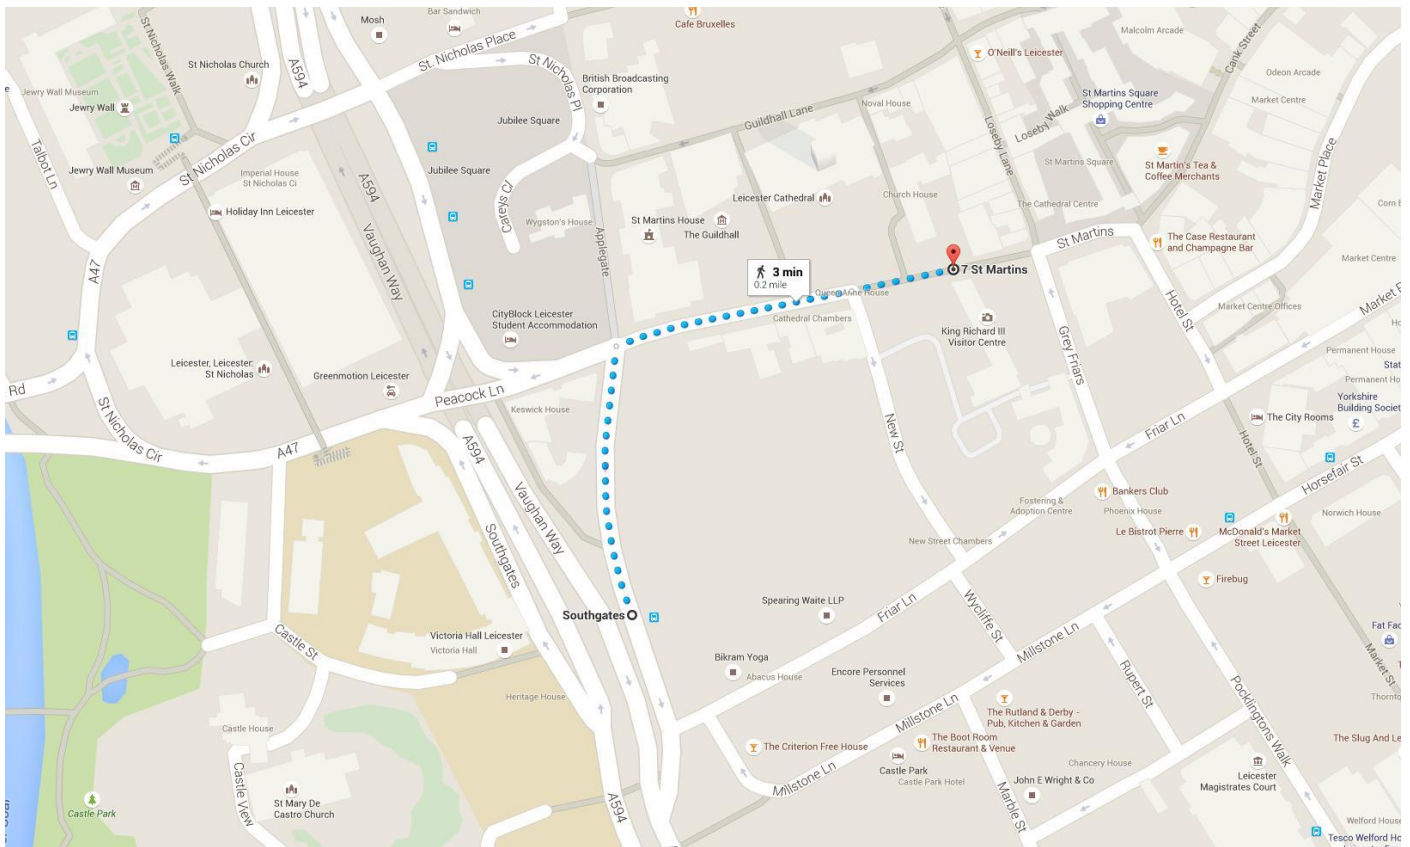 Mosh
Bar Sandwich
Cafe Bruxelles
Malcolm Arcade
O'Neill's Leicester
Cank Street
St Nicholas Walk
St Nicholas Church
A594
St. Nicholas Place
St Nicholas Pl
British Broadcasting
Corporation
Odeon Arcade
Jewry Wall Museum
Jewry Wall
Jubilee Square
Guildhall Lane
Noval House
Loseby Lane
Loseby Walk
St Martins Square
Shopping Centre
Market Centre
Talbot Ln
St Nicholas Cir
Jewry Wall Museum
Imperial House
St Nicholas Ci
A594
Jubilee Square
St Martins Square
St Martin's Tea &
Coffee Merchants
Market Place
Holiday Inn Leicester
Careys Cl
Wygston's House
St Martins House
The Guildhall
Leicester Cathedral
Church House
The Cathedral Centre
Corn E
Vaughan Way
Applegate
St Martins
The Case Restaurant
and Champagne Bar
A47
3 min
0.2 mile
7 St Martins
Market Centre
Queen Anne House
Hotel St
Market Centre Offices
CityBlock Leicester
Student Accommodation
Cathedral Chambers
King Richard III
Visitor Centre
Grey Friars
Market P
Leicester, Leicester:
St Nicholas
Greenmotion Leicester
Permanent House
Stat
Permanent Ho
Rd
Peacock Ln
Keswick House
Yorkshire
Building Society
St Nicholas Cir
A47
A594
New St
Friar Ln
The City Rooms
Hotel St
Horsefair St
Vaughan Way
Southgates
Bankers Club
Phoenix House
Fostering &
Adoption Centre
Norwich House
New Street Chambers
Le Bistrot Pierre
McDonald's Market
Street Leicester
Firebug
Southgates
Spearing Waite LLP
Friar Ln
Wycliffe St
Millstone Ln
Fat Fac
Castle St
Victoria Hall Leicester
Victoria Hall
Bikram Yoga
Abacus House
Encore Personnel
Services
Rupert St
Market St
Heritage House
Pocklingtons Walk
Thornto
Castle House
Millstone Ln
The Rutland & Derby -
Pub, Kitchen & Garden
The Criterion Free House
The Boot Room
Restaurant & Venue
The Slug And Le
Castle View
Millstone Ln
Castle Park
Castle Park Hotel
Chancery House
John E Wright & Co
Leicester
Magistrates Court
St Mary De
Castro Church
Castle Park
A594
Marble St
Welford House
Tesco Welford Ho